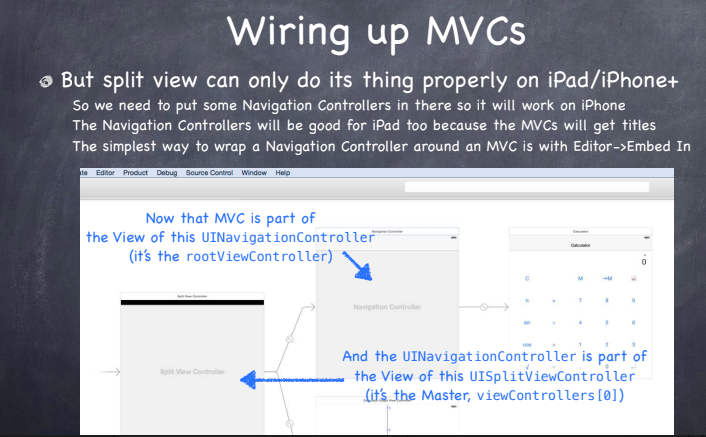 Wiring up MVCs
But split view can only do its thing properly on iPad/iPhone+
So we need to put some Navigation Controllers in there so it will work on iPhone
The Navigation Controllers will be good for iPad too because the MVCs will get titles
The simplest way to wrap a Navigation Controller around an MVC is with Editor->Embed In
ate Editor Product Debug Source Control Window Help
Now that MVC is part of
the View of this UINavigationController
(it's the rootViewController)
Navigation Controller
Calculator
Calculator
0
C M →M
π 7 8 9
Split View Controller
Navigation Controller
sin 4 5 6
cos 1 2 3
Split View Controller
And the UINavigationController is part of
the View of this UISplitViewController
(it's the Master, viewControllers[0])